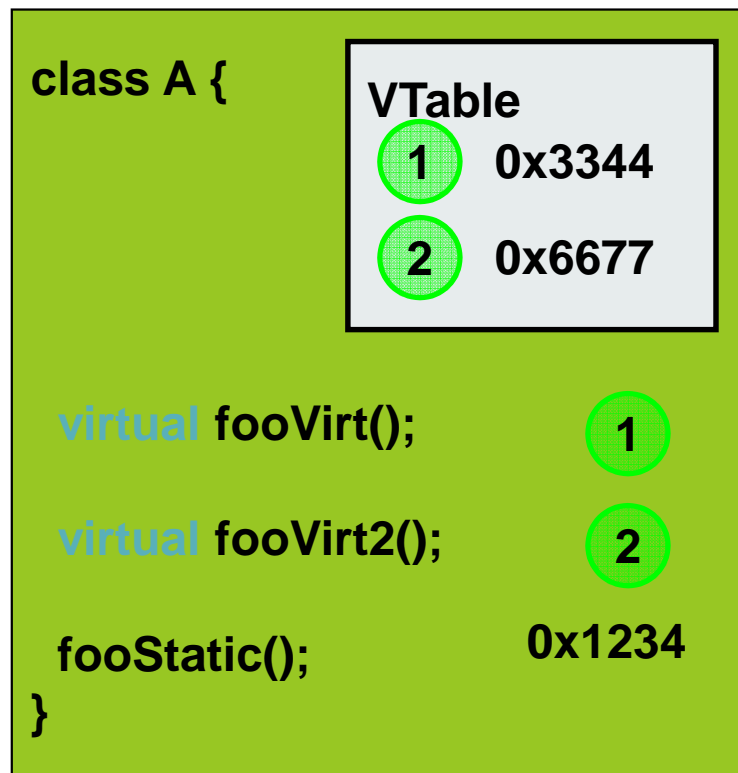 class A {
VTable
1 0x3344
2 0x6677
virtual fooVirt(); 1
virtual fooVirt2(); 2
fooStatic(); 0x1234
}